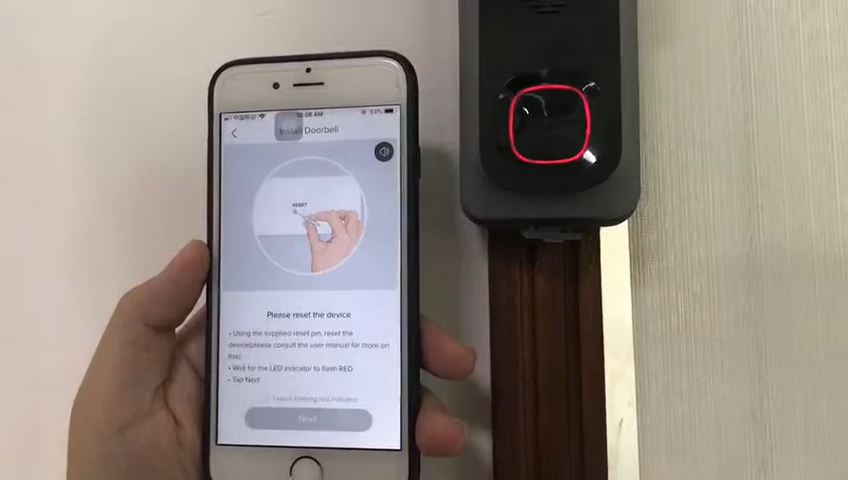 10:08 AM
94%
Install Doorbell
RESET
Please reset the device
• Using the supplied reset pin, reset the
device(please consult the user manual for more on
this)
• Wait for the LED indicator to flash RED
• Tap Next
I see a blinking red indicator
Next